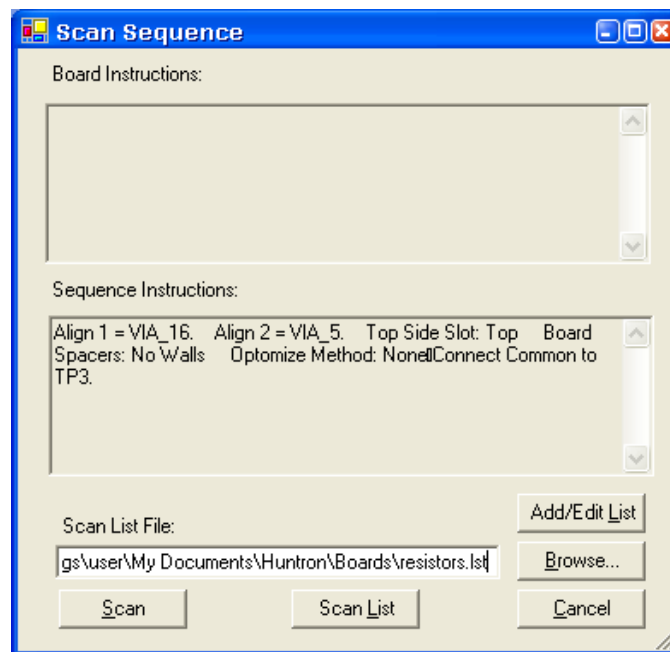 Scan Sequence
Board Instructions:
Sequence Instructions:
Align 1 = VIA_16.    Align 2 = VIA_5.    Top Side Slot: Top    Board
Spacers: No Walls    Optomize Method: None▯Connect Common to
TP3.
Add/Edit List
Scan List File:
gs\user\My Documents\Huntron\Boards\resistors.lst
Browse...
Scan
Scan List
Cancel